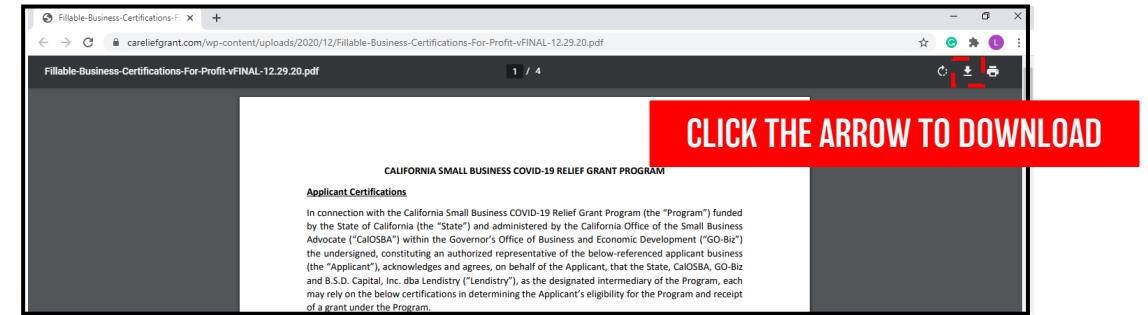 Fillable-Business-Certifications-F
careliefgrant.com/wp-content/uploads/2020/12/Fillable-Business-Certifications-For-Profit-vFINAL-12.29.20.pdf
L
Fillable-Business-Certifications-For-Profit-vFINAL-12.29.20.pdf
1 / 4
CLICK THE ARROW TO DOWNLOAD
CALIFORNIA SMALL BUSINESS COVID-19 RELIEF GRANT PROGRAM
Applicant Certifications
In connection with the California Small Business COVID-19 Relief Grant Program (the “Program”) funded
by the State of California (the “State”) and administered by the California Office of the Small Business
Advocate (“CalOSBA”) within the Governor’s Office of Business and Economic Development (“GO-Biz”)
the undersigned, constituting an authorized representative of the below-referenced applicant business
(the “Applicant”), acknowledges and agrees, on behalf of the Applicant, that the State, CalOSBA, GO-Biz
and B.S.D. Capital, Inc. dba Lendistry (“Lendistry”), as the designated intermediary of the Program, each
may rely on the below certifications in determining the Applicant’s eligibility for the Program and receipt
of a grant under the Program.